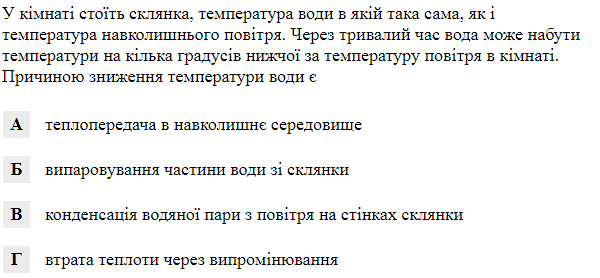 У кімнаті стоїть склянка, температура води в якій така сама, як і
температура навколишнього повітря. Через тривалий час вода може набути
температури на кілька градусів нижчої за температуру повітря в кімнаті.
Причиною зниження температури води є
А теплопередача в навколишнє середовище
Б випаровування частини води зі склянки
В конденсація водяної пари з повітря на стінках склянки
Г втрата теплоти через випромінювання